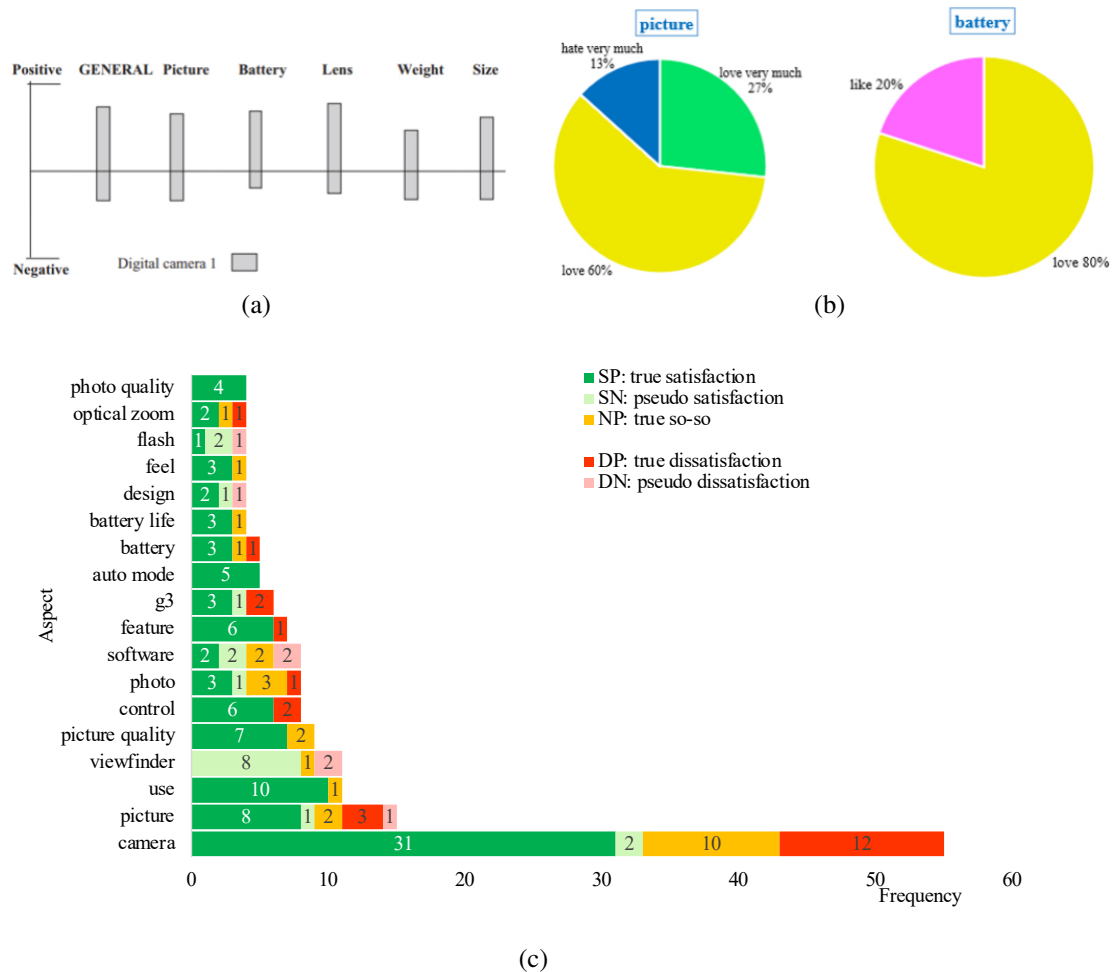 Positive GENERAL Picture Battery Lens Weight Size
Negative
Digital camera 1
(a)
picture
hate very much
13%
love very much
27%
love 60%
battery
like 20%
love 80%
(b)
SP: true satisfaction
SN: pseudo satisfaction
NP: true so-so
DP: true dissatisfaction
DN: pseudo dissatisfaction
Aspect
photo quality 4
optical zoom 2 1 1
flash 1 2 1
feel 3 1
design 2 1 1
battery life 3 1
battery 3 1 1
auto mode 5
g3 3 1 2
feature 6 1
software 2 2 2 2
photo 3 1 3 1
control 6 2
picture quality 7 2
viewfinder 8 1 2
use 10 1
picture 8 1 2 3 1
camera 31 2 10 12
0 10 20 30 40 50 60
Frequency
(c)